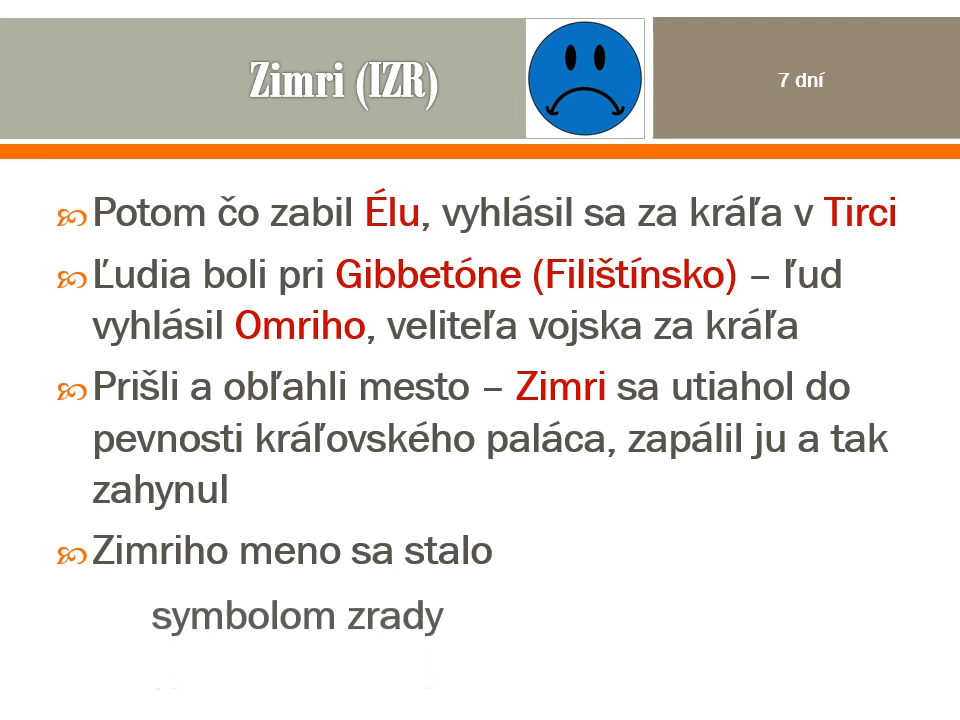 Zimri (IZR)
7 dní
Potom čo zabil Élu, vyhlásil sa za kráľa v Tirci
Ľudia boli pri Gibbetóne (Filištínsko) – ľud
vyhlásil Omriho, veliteľa vojska za kráľa
Prišli a obľahli mesto – Zimri sa utiahol do
pevnosti kráľovského paláca, zapálil ju a tak
zahynul
Zimriho meno sa stalo
symbolom zrady